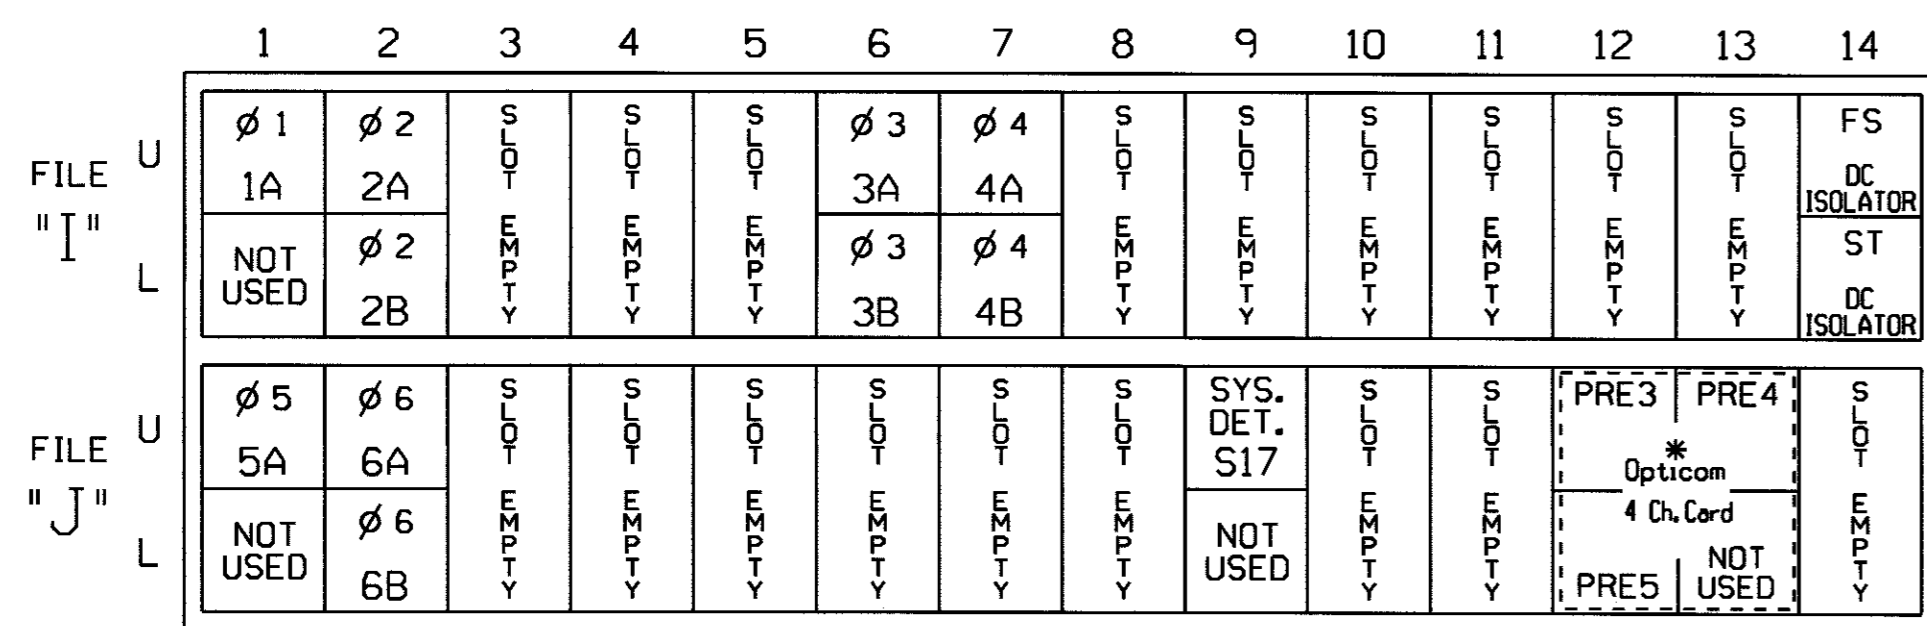 1 2 3 4 5 6 7 8 9 10 11 12 13 14
FILE "I"
U
L
ø 1
1A
NOT
USED
ø 2
2A
ø 2
2B
SLOT EMPTY
SLOT EMPTY
SLOT EMPTY
ø 3
3A
ø 3
3B
ø 4
4A
ø 4
4B
SLOT EMPTY
SLOT EMPTY
SLOT EMPTY
SLOT EMPTY
SLOT EMPTY
SLOT EMPTY
FS
DC
ISOLATOR
ST
DC
ISOLATOR
FILE "J"
U
L
ø 5
5A
NOT
USED
ø 6
6A
ø 6
6B
SLOT EMPTY
SLOT EMPTY
SLOT EMPTY
SLOT EMPTY
SLOT EMPTY
SLOT EMPTY
SYS.
DET.
S17
NOT
USED
SLOT EMPTY
SLOT EMPTY
PRE3 PRE4
*
Opticom
4 Ch. Card
PRE5
NOT
USED
SLOT EMPTY